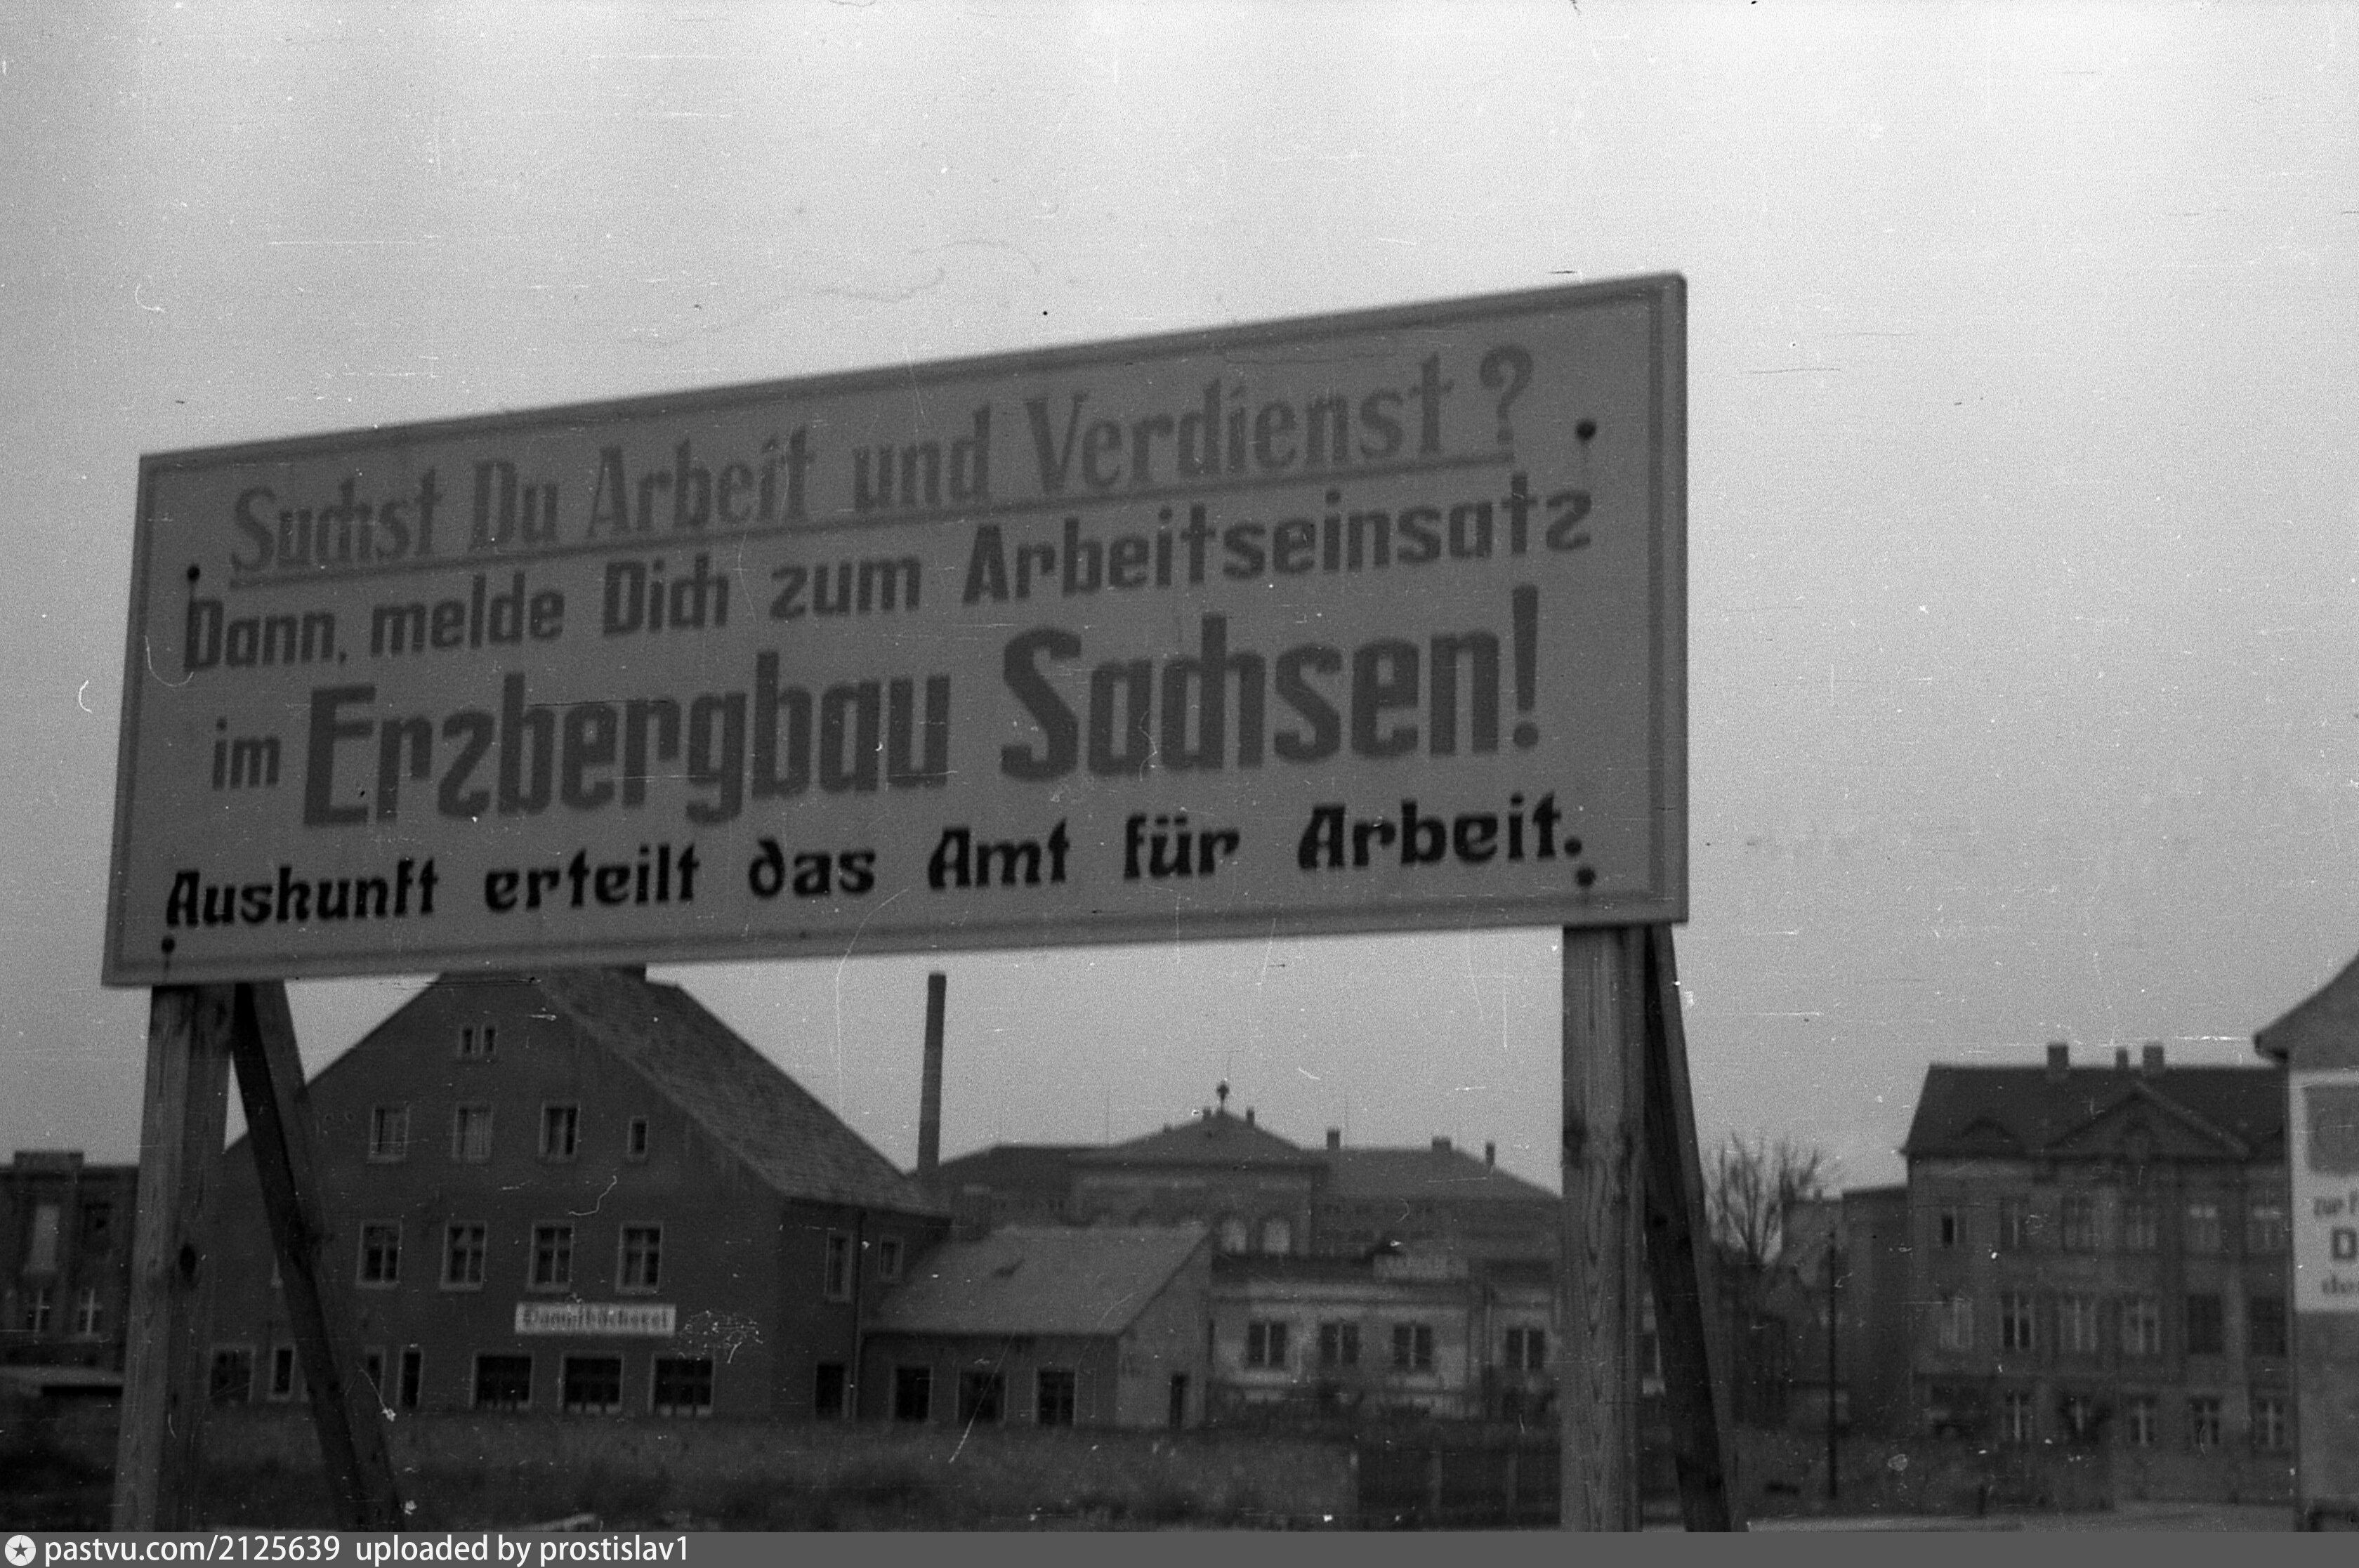 Suchst Du Arbeit und Verdienst?
Dann, melde Dich zum Arbeitseinsatz
im Erzbergbau Sachsen!
Auskunft erteilt das Amt für Arbeit.
Dampfbäckerei
zur
pastvu.com/2125639 uploaded by prostislav1